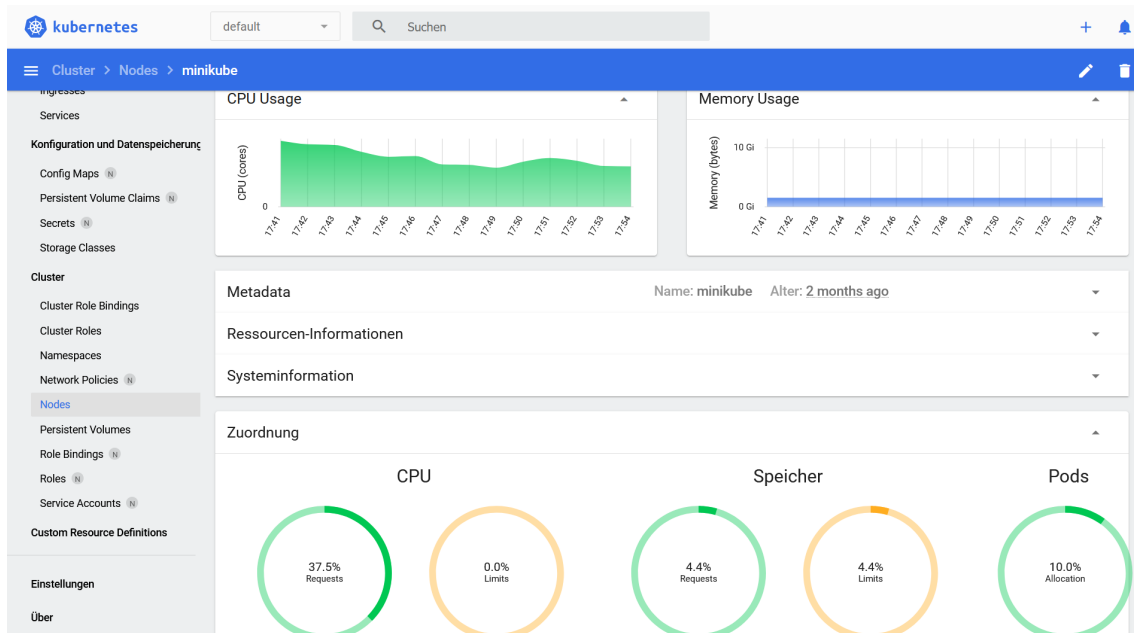 kubernetes
default
Suchen
Cluster > Nodes > minikube
Ingresses
Services
Konfiguration und Datenspeicherung
Config Maps N
Persistent Volume Claims N
Secrets N
Storage Classes
Cluster
Cluster Role Bindings
Cluster Roles
Namespaces
Network Policies N
Nodes
Persistent Volumes
Role Bindings N
Roles N
Service Accounts N
Custom Resource Definitions
Einstellungen
Über
CPU Usage
CPU (cores)
0
17:41 17:42 17:43 17:44 17:45 17:46 17:47 17:48 17:49 17:50 17:51 17:52 17:53 17:54
Memory Usage
Memory (bytes)
10 Gi
0 Gi
17:41 17:42 17:43 17:44 17:45 17:46 17:47 17:48 17:49 17:50 17:51 17:52 17:53 17:54
Metadata Name: minikube Alter: 2 months ago
Ressourcen-Informationen
Systeminformation
Zuordnung
CPU
37.5%
Requests
0.0%
Limits
Speicher
4.4%
Requests
4.4%
Limits
Pods
10.0%
Allocation